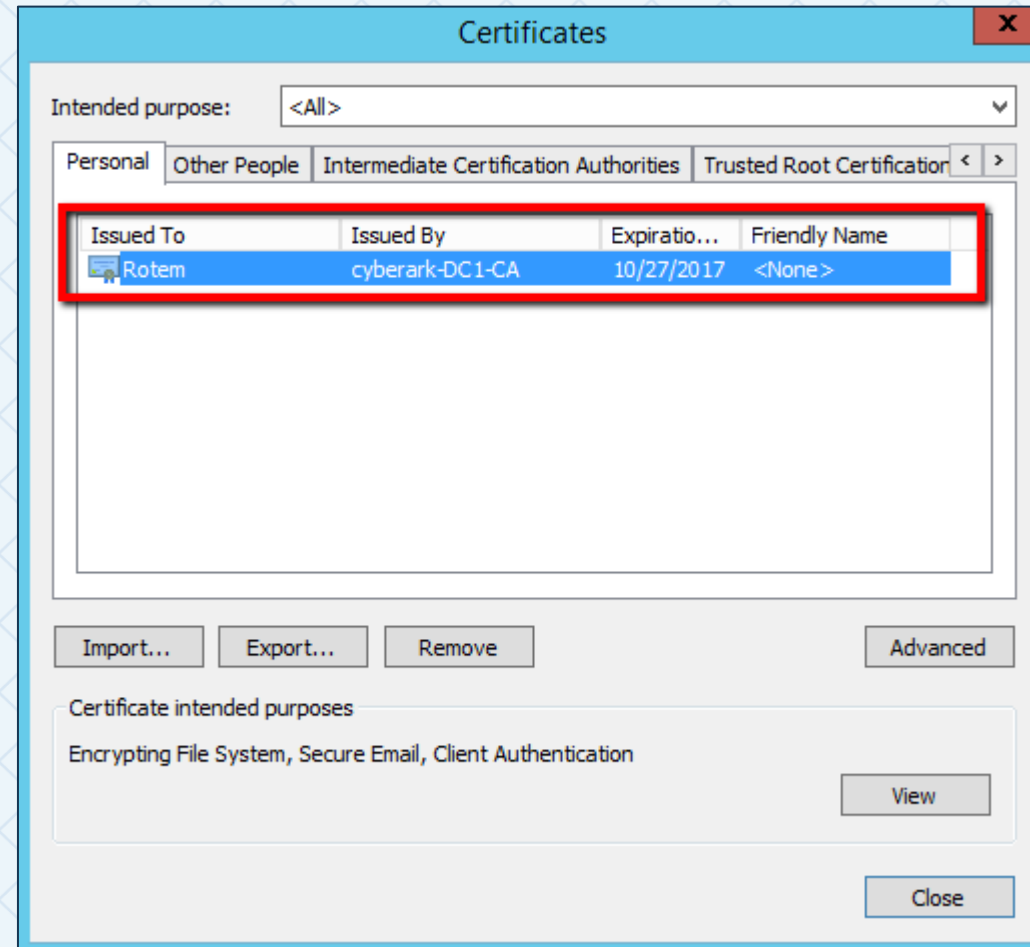 Certificates
x
Intended purpose: <All>
Personal Other People Intermediate Certification Authorities Trusted Root Certification < >
Issued To Issued By Expiratio... Friendly Name
Rotem cyberark-DC1-CA 10/27/2017 <None>
Import... Export... Remove Advanced
Certificate intended purposes
Encrypting File System, Secure Email, Client Authentication
View
Close